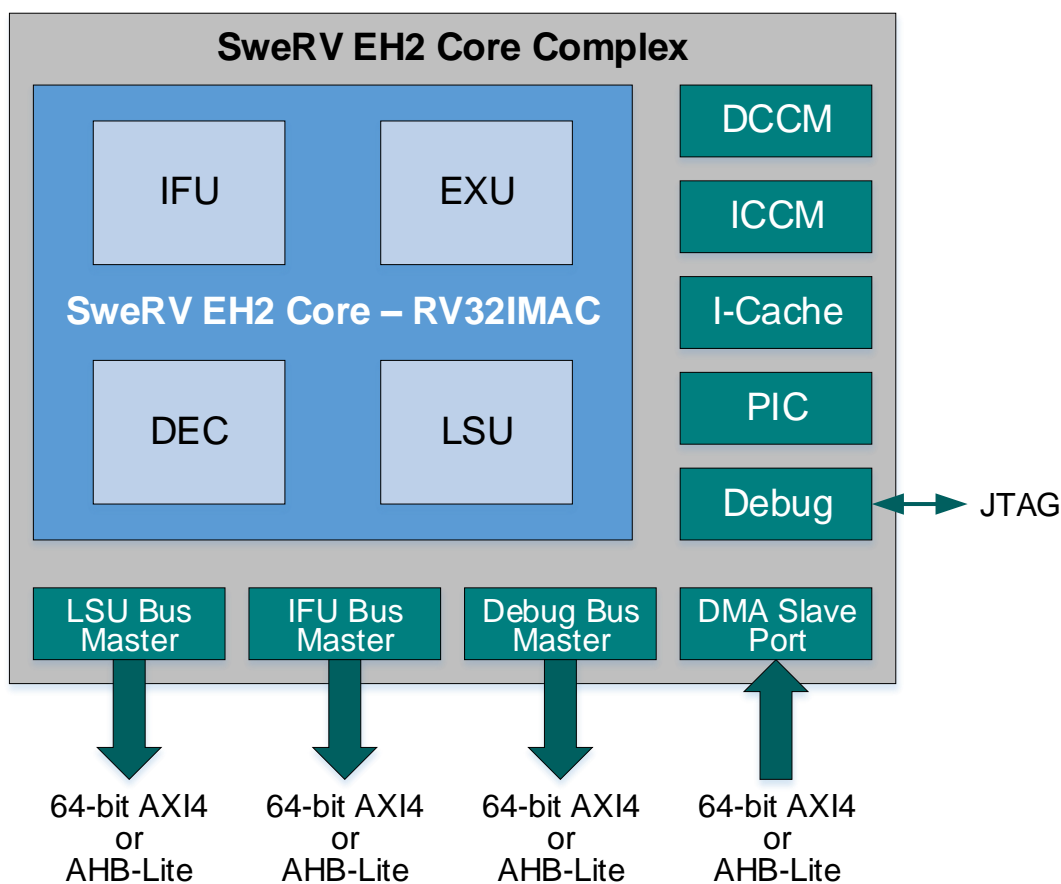 SweRV EH2 Core Complex
IFU
EXU
SweRV EH2 Core – RV32IMAC
DEC
LSU
DCCM
ICCM
I-Cache
PIC
Debug
JTAG
LSU Bus
Master
IFU Bus
Master
Debug Bus
Master
DMA Slave
Port
64-bit AXI4
or
AHB-Lite
64-bit AXI4
or
AHB-Lite
64-bit AXI4
or
AHB-Lite
64-bit AXI4
or
AHB-Lite